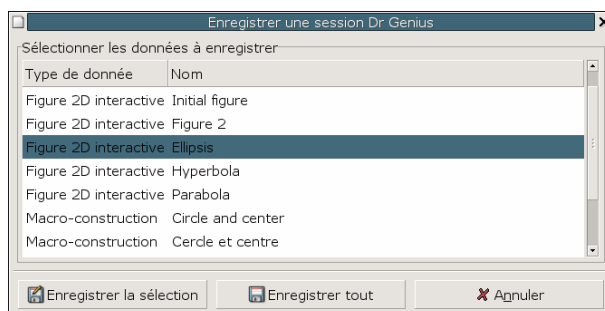 Enregistrer une session Dr Genius
Sélectionner les données à enregistrer
Type de donnée Nom
Figure 2D interactive Initial figure
Figure 2D interactive Figure 2
Figure 2D interactive Ellipsis
Figure 2D interactive Hyperbola
Figure 2D interactive Parabola
Macro-construction Circle and center
Macro-construction Cercle et centre
Enregistrer la sélection Enregistrer tout Annuler